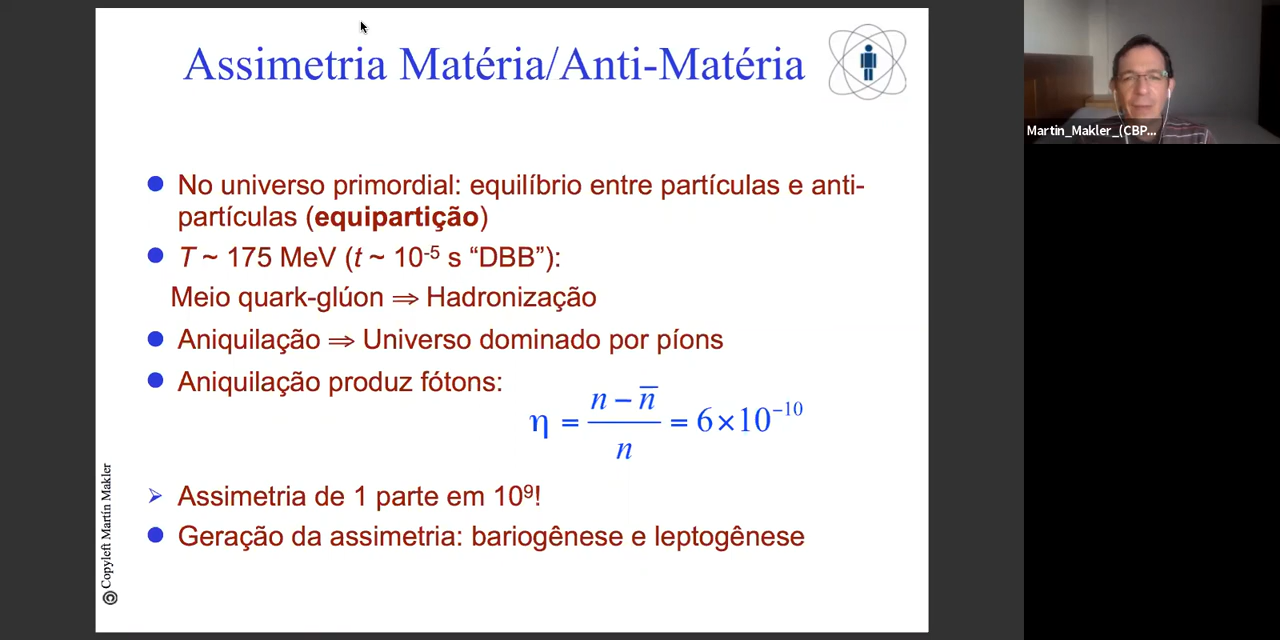 Assimetria Matéria/Anti-Matéria
No universo primordial: equilíbrio entre partículas e anti-
partículas (equipartição)
T ~ 175 MeV (t ~ 10⁻⁵ s “DBB”):
Meio quark-glúon ⇒ Hadronização
Aniquilação ⇒ Universo dominado por píons
Aniquilação produz fótons:
η = (n − n̅)/n = 6×10⁻¹⁰
Assimetria de 1 parte em 10⁹!
Geração da assimetria: bariogênese e leptogênese
© Copyleft Martín Makler
Martin_Makler_(CBP...